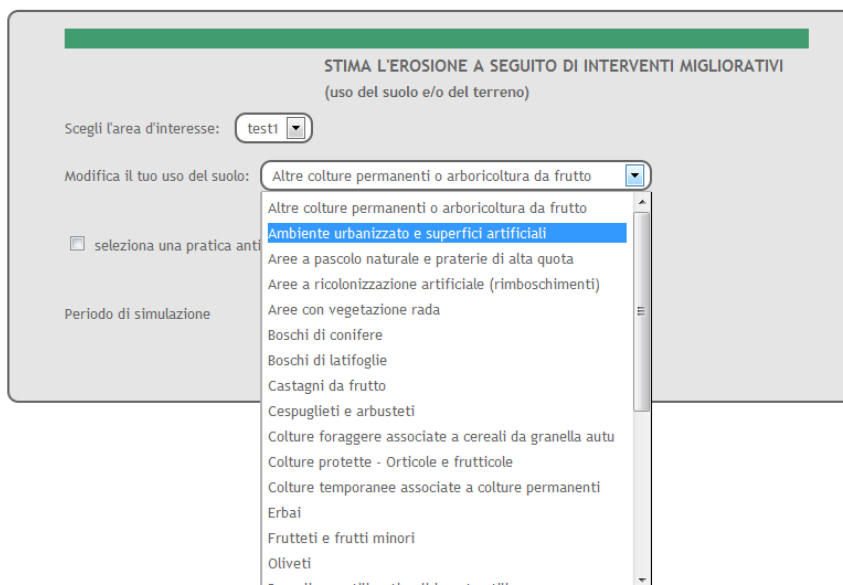 STIMA L'EROSIONE A SEGUITO DI INTERVENTI MIGLIORATIVI
(uso del suolo e/o del terreno)
Scegli l'area d'interesse: test1
Modifica il tuo uso del suolo: Altre colture permanenti o arboricoltura da frutto
Altre colture permanenti o arboricoltura da frutto
Ambiente urbanizzato e superfici artificiali
seleziona una pratica anti
Aree a pascolo naturale e praterie di alta quota
Aree a ricolonizzazione artificiale (rimboschimenti)
Periodo di simulazione
Aree con vegetazione rada
Boschi di conifere
Boschi di latifoglie
Castagni da frutto
Cespuglieti e arbusteti
Colture foraggere associate a cereali da granella autu
Colture protette - Orticole e frutticole
Colture temporanee associate a colture permanenti
Erbai
Frutteti e frutti minori
Oliveti